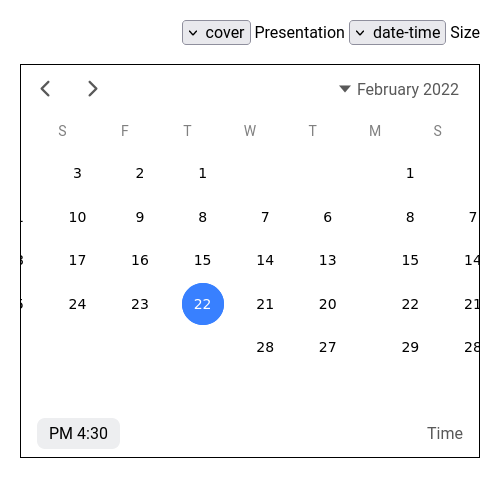 cover Presentation date-time Size
February 2022
S F T W T M S
3 2 1 1
10 9 8 7 6 8 7
17 16 15 14 13 15 14
24 23 22 21 20 22 21
28 27 29 28
PM 4:30 Time